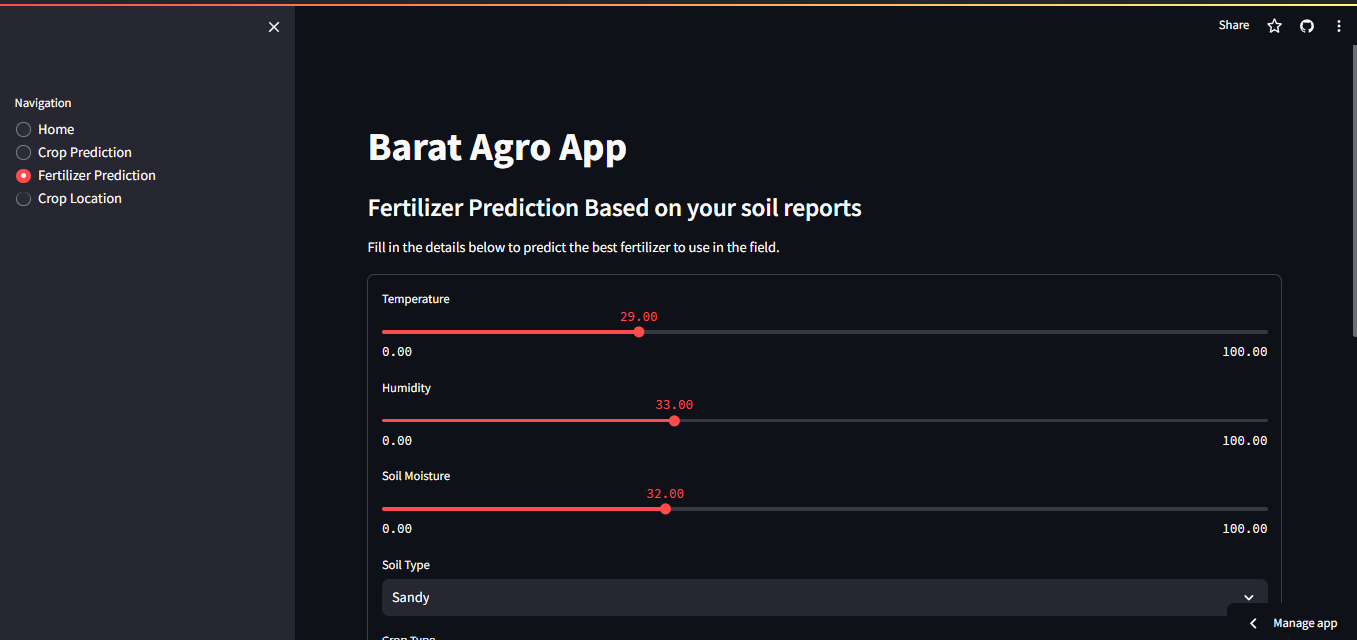 Share
Navigation
Home
Crop Prediction
Fertilizer Prediction
Crop Location
Barat Agro App
Fertilizer Prediction Based on your soil reports
Fill in the details below to predict the best fertilizer to use in the field.
Temperature
29.00
0.00 100.00
Humidity
33.00
0.00 100.00
Soil Moisture
32.00
0.00 100.00
Soil Type
Sandy
Crop Type
Manage app